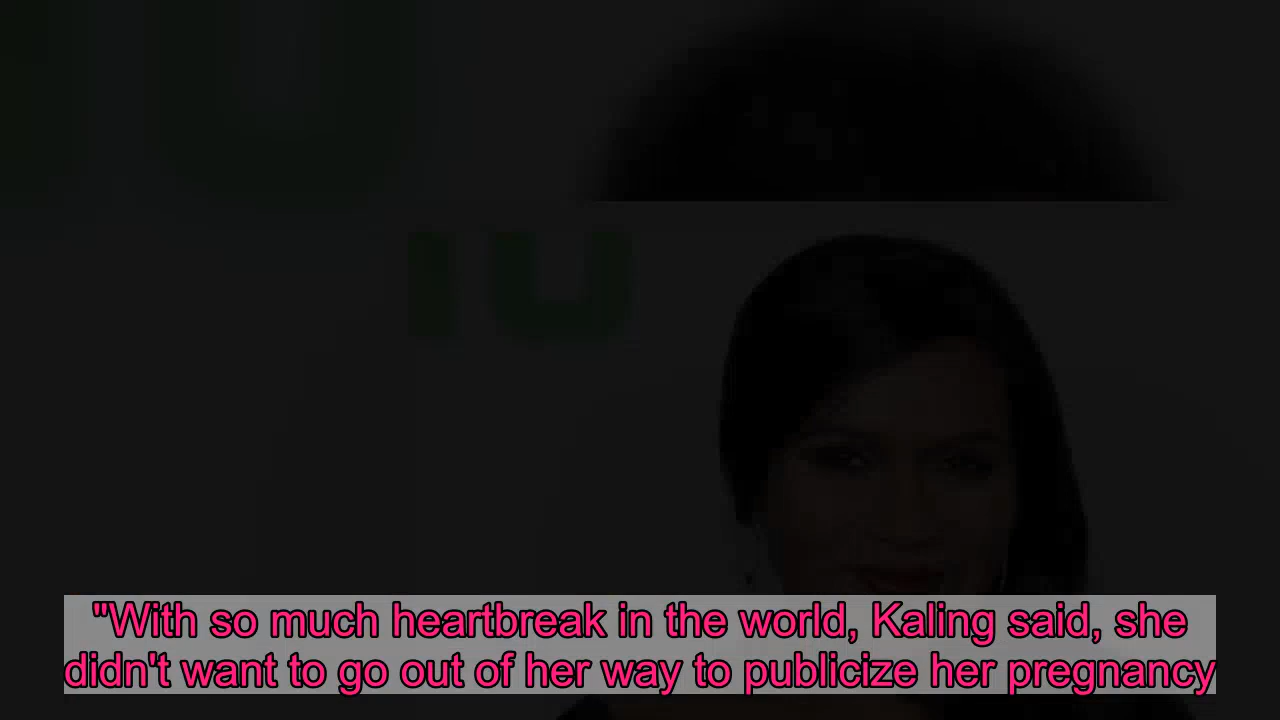 "With so much heartbreak in the world, Kaling said, she
didn't want to go out of her way to publicize her pregnancy